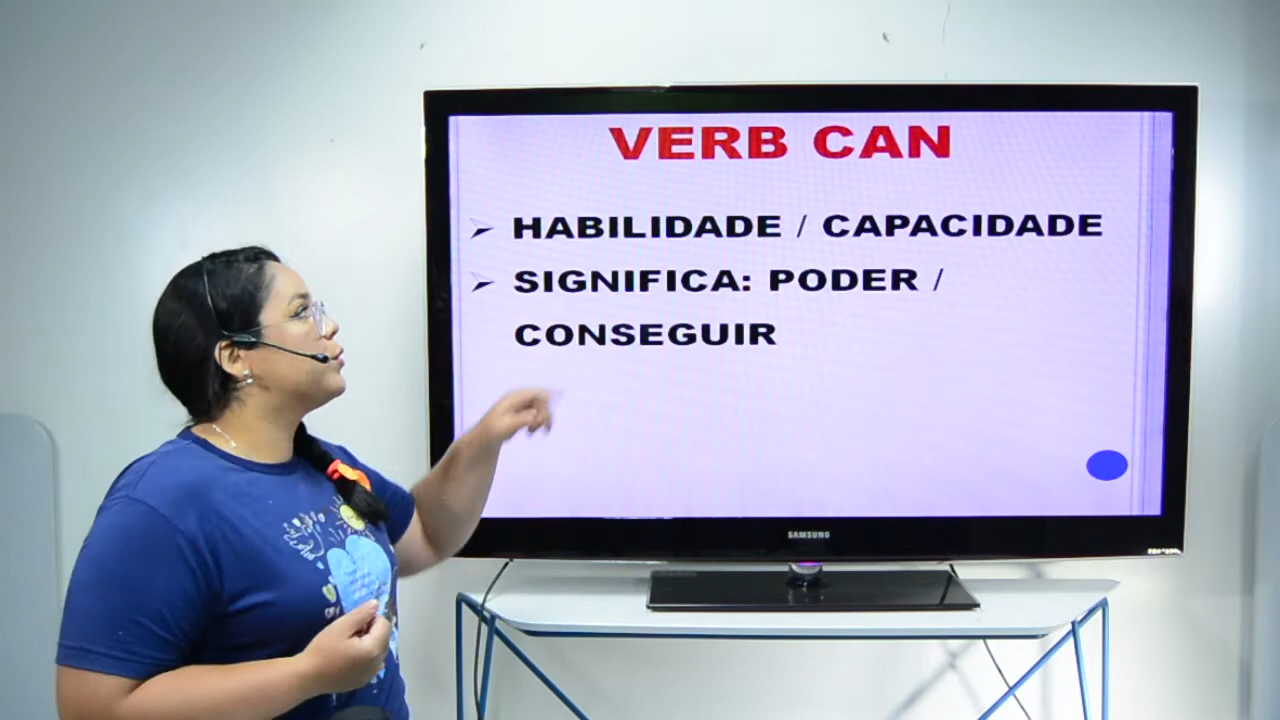 VERB CAN
HABILIDADE / CAPACIDADE
SIGNIFICA: PODER /
CONSEGUIR
SAMSUNG